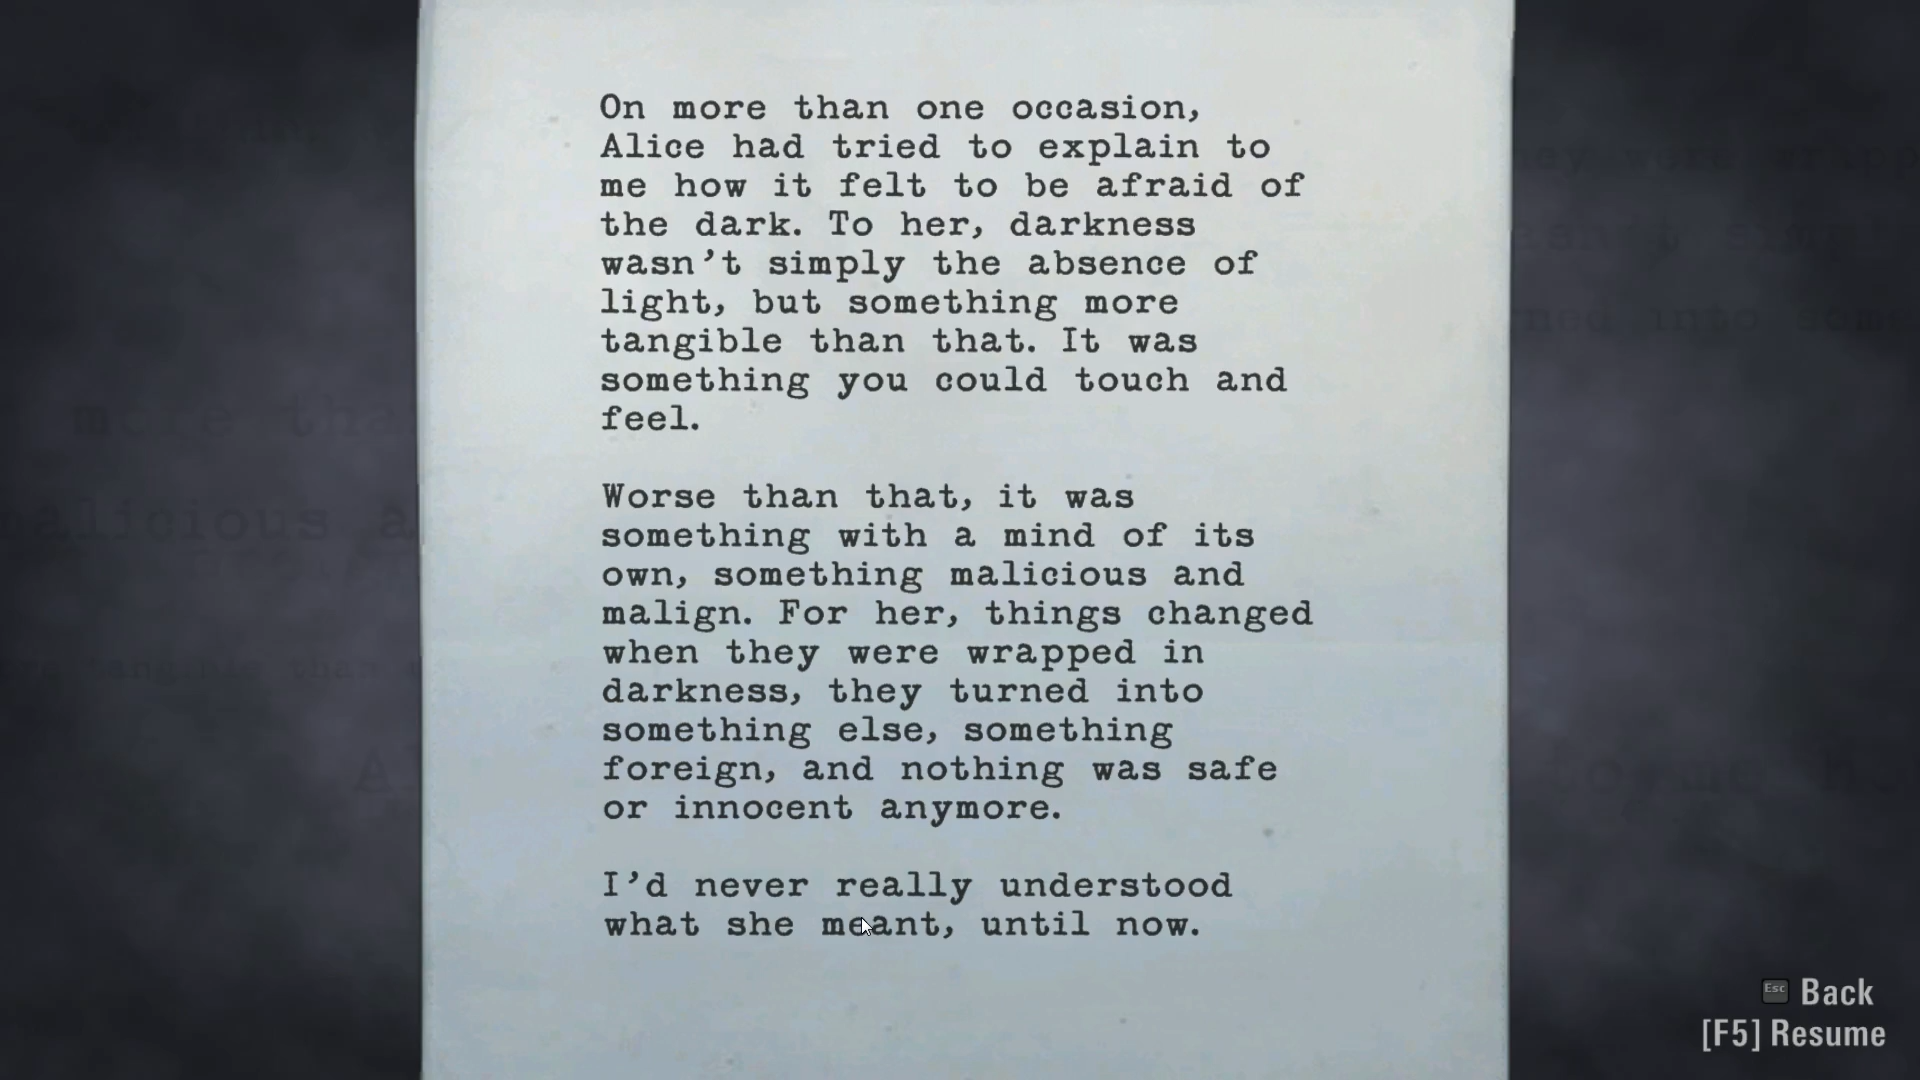 On more than one occasion,
Alice had tried to explain to
me how it felt to be afraid of
the dark. To her, darkness
wasn’t simply the absence of
light, but something more
tangible than that. It was
something you could touch and
feel.
Worse than that, it was
something with a mind of its
own, something malicious and
malign. For her, things changed
when they were wrapped in
darkness, they turned into
something else, something
foreign, and nothing was safe
or innocent anymore.
I’d never really understood
what she meant, until now.
Esc Back
[F5] Resume